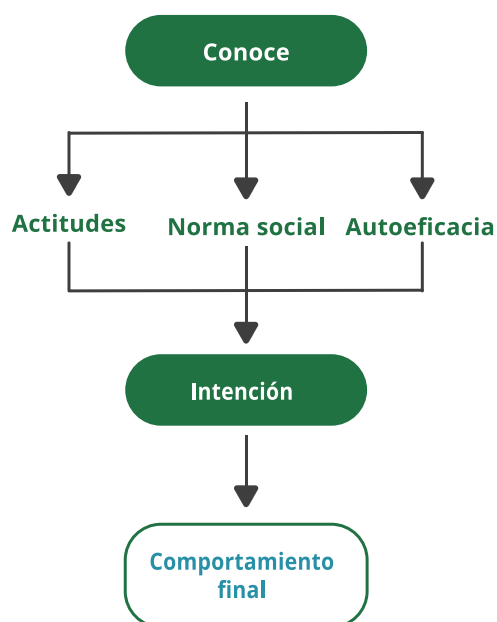 Conoce
Actitudes
Norma social
Autoeficacia
Intención
Comportamiento
final